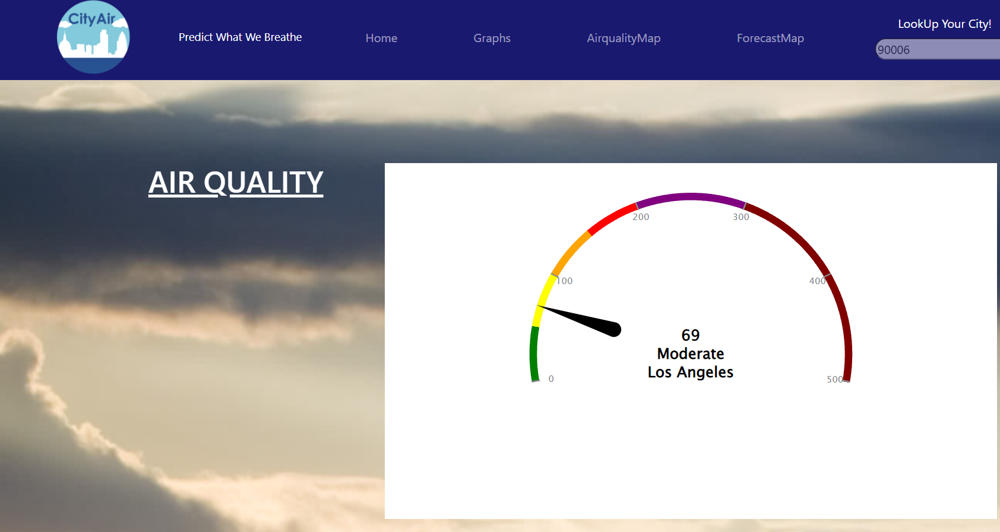 CityAir
Predict What We Breathe
Home
Graphs
AirqualityMap
ForecastMap
LookUp Your City!
90006
AIR QUALITY
200
300
100
400
0
500
69
Moderate
Los Angeles